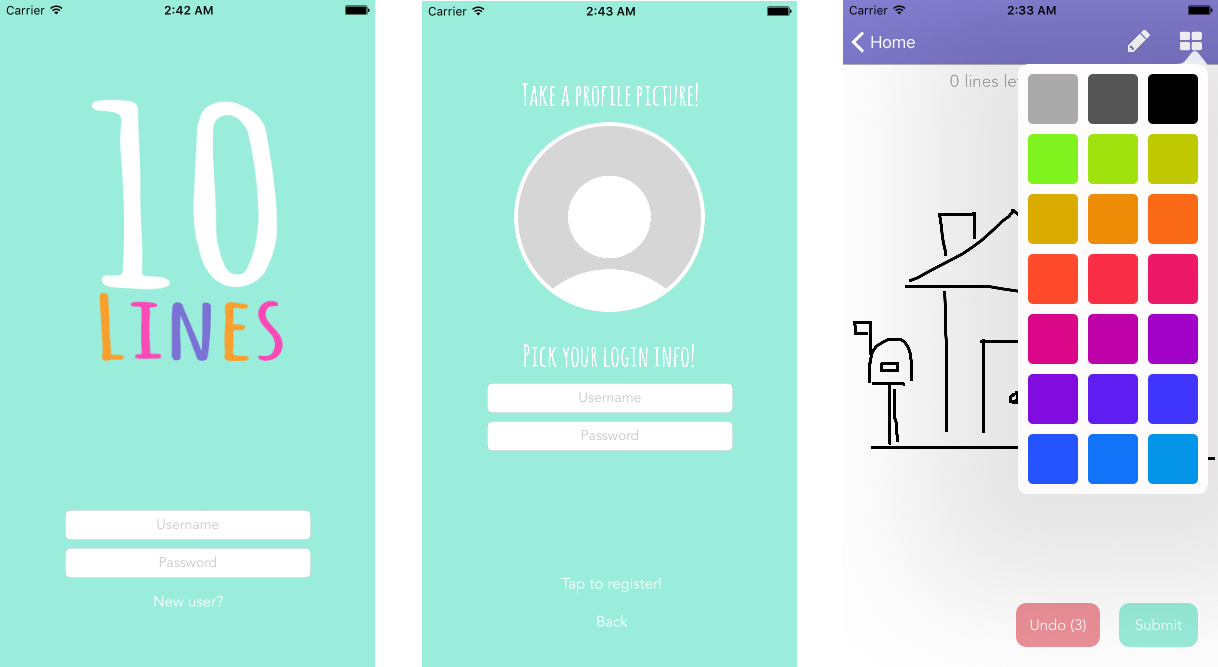 Carrier 2:42 AM
10
LINES
Username
Password
New user?
Carrier 2:43 AM
Take a profile picture!
Pick your login info!
Username
Password
Tap to register!
Back
Carrier 2:33 AM
Home
0 lines le
Undo (3) Submit